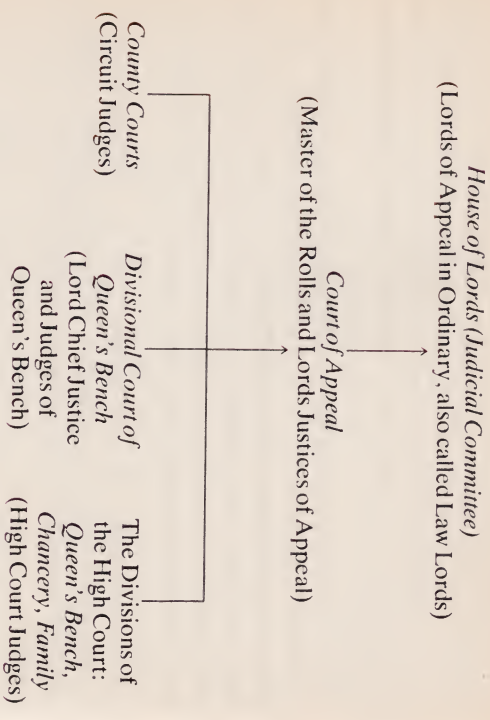 House of Lords (Judicial Committee)
(Lords of Appeal in Ordinary, also called Law Lords)
Court of Appeal
(Master of the Rolls and Lords Justices of Appeal)
County Courts
(Circuit Judges)
Divisional Court of
Queen's Bench
(Lord Chief Justice
and Judges of
Queen's Bench)
The Divisions of
the High Court:
Queen's Bench,
Chancery, Family
(High Court Judges)